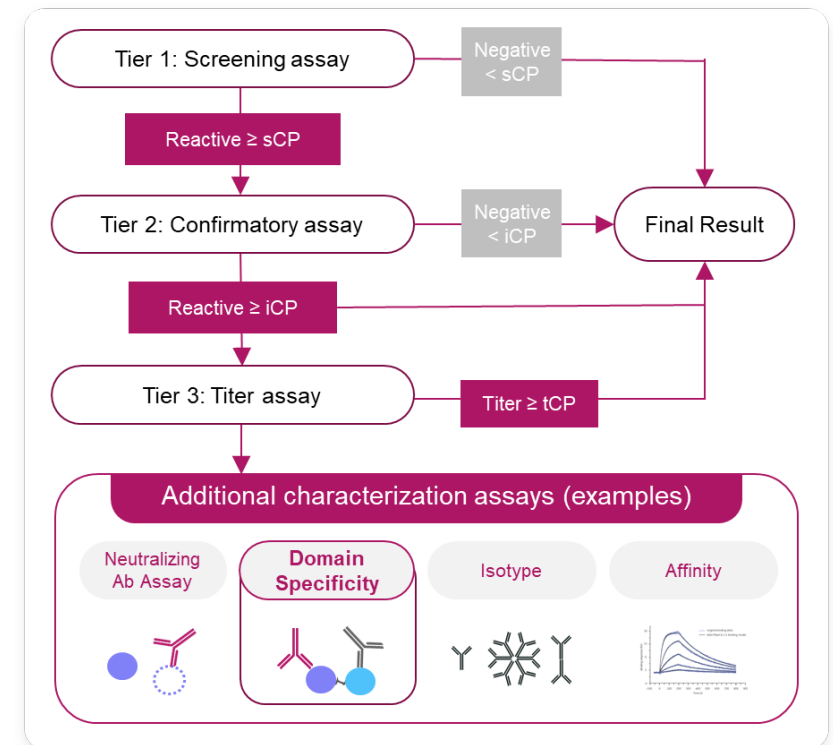 Tier 1: Screening assay
Negative
< sCP
Reactive ≥ sCP
Tier 2: Confirmatory assay
Negative
< iCP
Final Result
Reactive ≥ iCP
Tier 3: Titer assay
Titer ≥ tCP
Additional characterization assays (examples)
Neutralizing
Ab Assay
Domain
Specificity
Isotype
Affinity